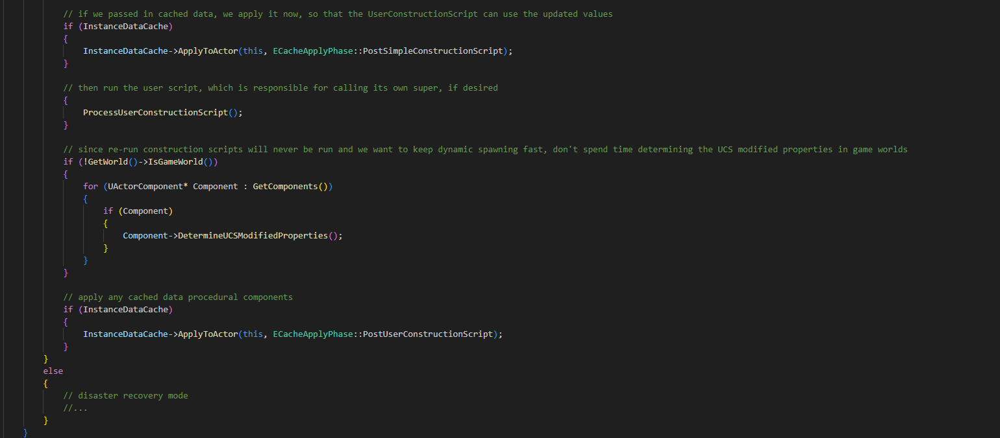 // if we passed in cached data, we apply it now, so that the UserConstructionScript can use the updated values
if (InstanceDataCache)
{
InstanceDataCache->ApplyToActor(this, ECacheApplyPhase::PostSimpleConstructionScript);
}
// then run the user script, which is responsible for calling its own super, if desired
{
ProcessUserConstructionScript();
}
// since re-run construction scripts will never be run and we want to keep dynamic spawning fast, don't spend time determining the UCS modified properties in game worlds
if (!GetWorld()->IsGameWorld())
{
for (UActorComponent* Component : GetComponents())
{
if (Component)
{
Component->DetermineUCSModifiedProperties();
}
}
}
// apply any cached data procedural components
if (InstanceDataCache)
{
InstanceDataCache->ApplyToActor(this, ECacheApplyPhase::PostUserConstructionScript);
}
}
else
{
// disaster recovery mode
//...
}
}